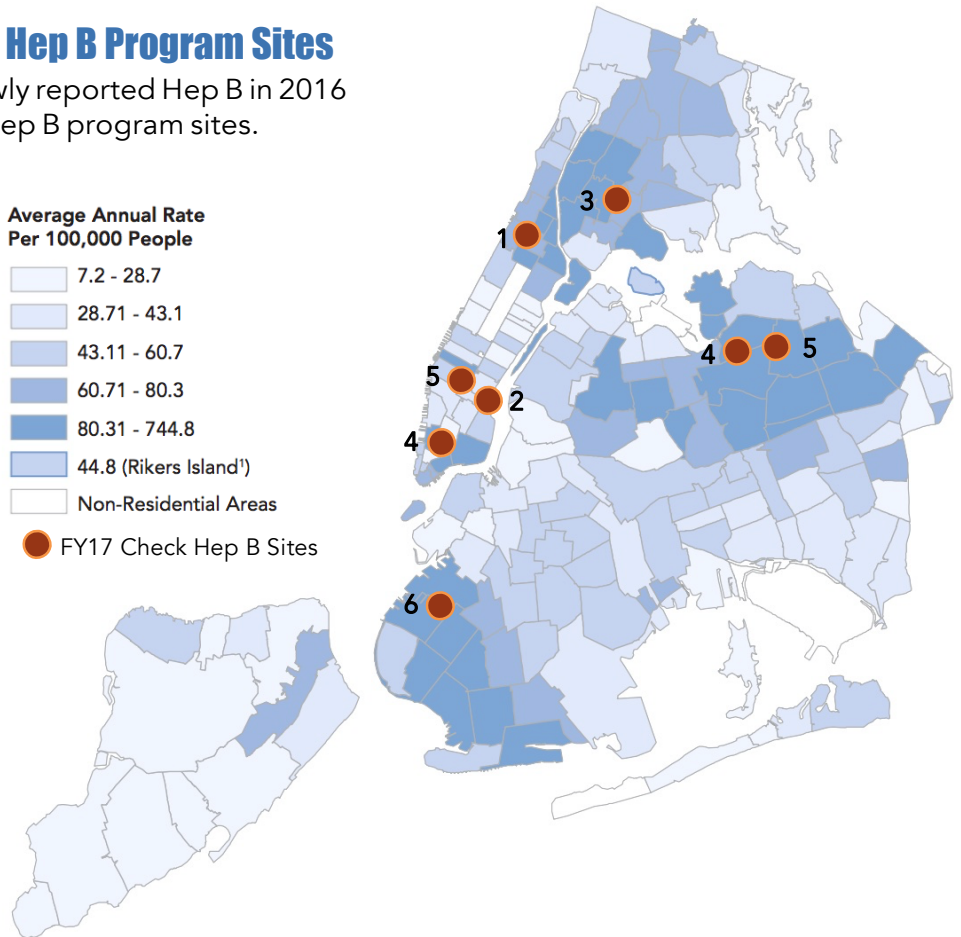 Hep B Program Sites
wly reported Hep B in 2016
ep B program sites.
Average Annual Rate
Per 100,000 People
7.2 - 28.7
28.71 - 43.1
43.11 - 60.7
60.71 - 80.3
80.31 - 744.8
44.8 (Rikers Island¹)
Non-Residential Areas
FY17 Check Hep B Sites
3
1
4
5
5
2
4
6